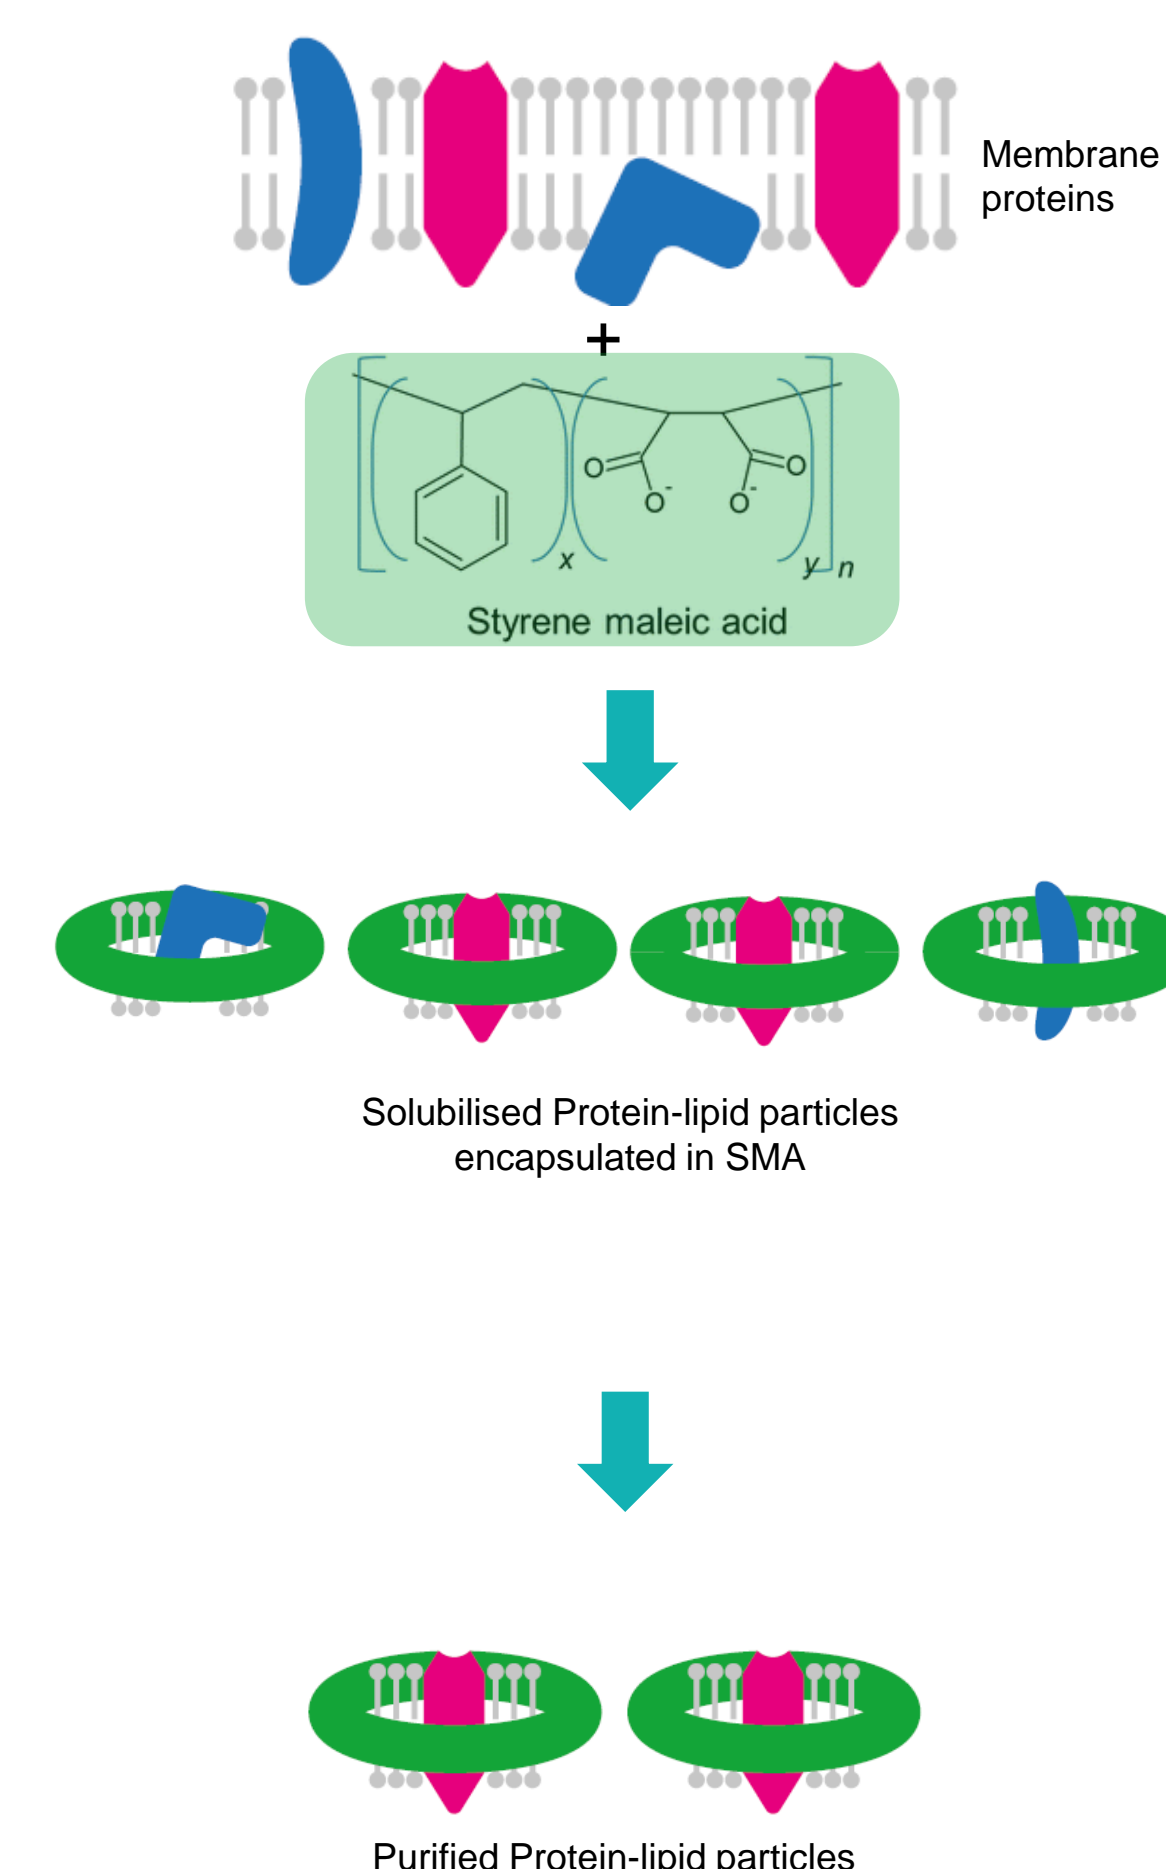 Membrane
proteins
+
O O
O- O-
x
y n
Styrene maleic acid
Solubilised Protein-lipid particles
encapsulated in SMA
Purified Protein-lipid particles